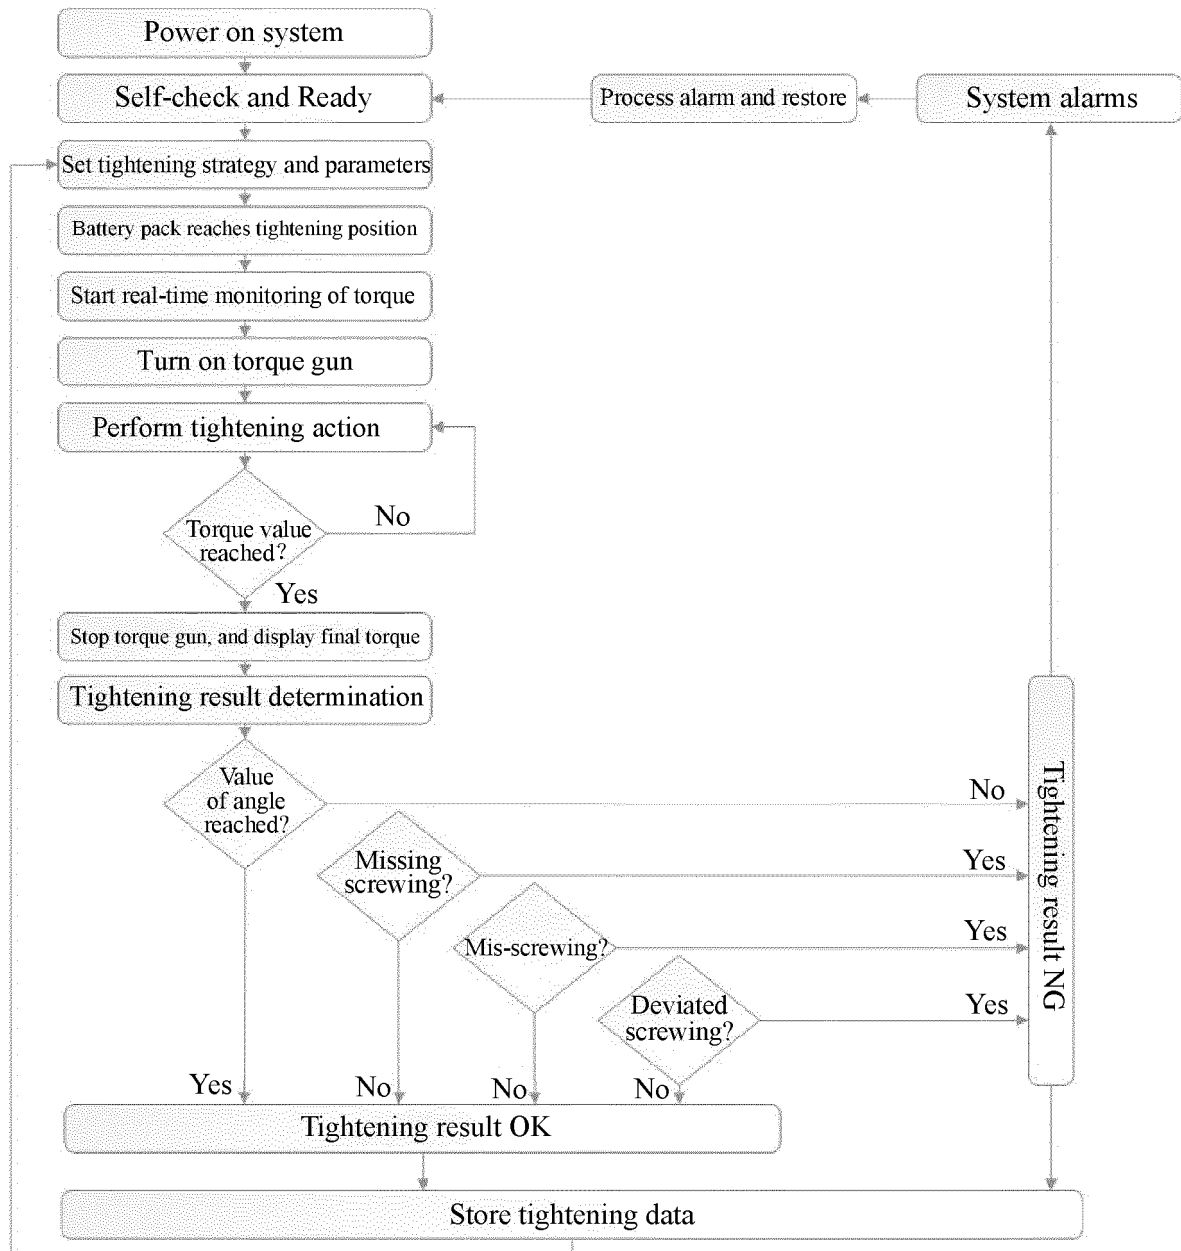 Power on system
Self-check and Ready
Process alarm and restore
System alarms
Set tightening strategy and parameters
Battery pack reaches tightening position
Start real-time monitoring of torque
Turn on torque gun
Perform tightening action
Torque value
reached?
No
Yes
Stop torque gun, and display final torque
Tightening result determination
Value
of angle
reached?
No
Missing
screwing?
Yes
Mis-screwing?
Yes
Deviated
screwing?
Yes
Tightening result NG
Yes
No
No
No
Tightening result OK
Store tightening data